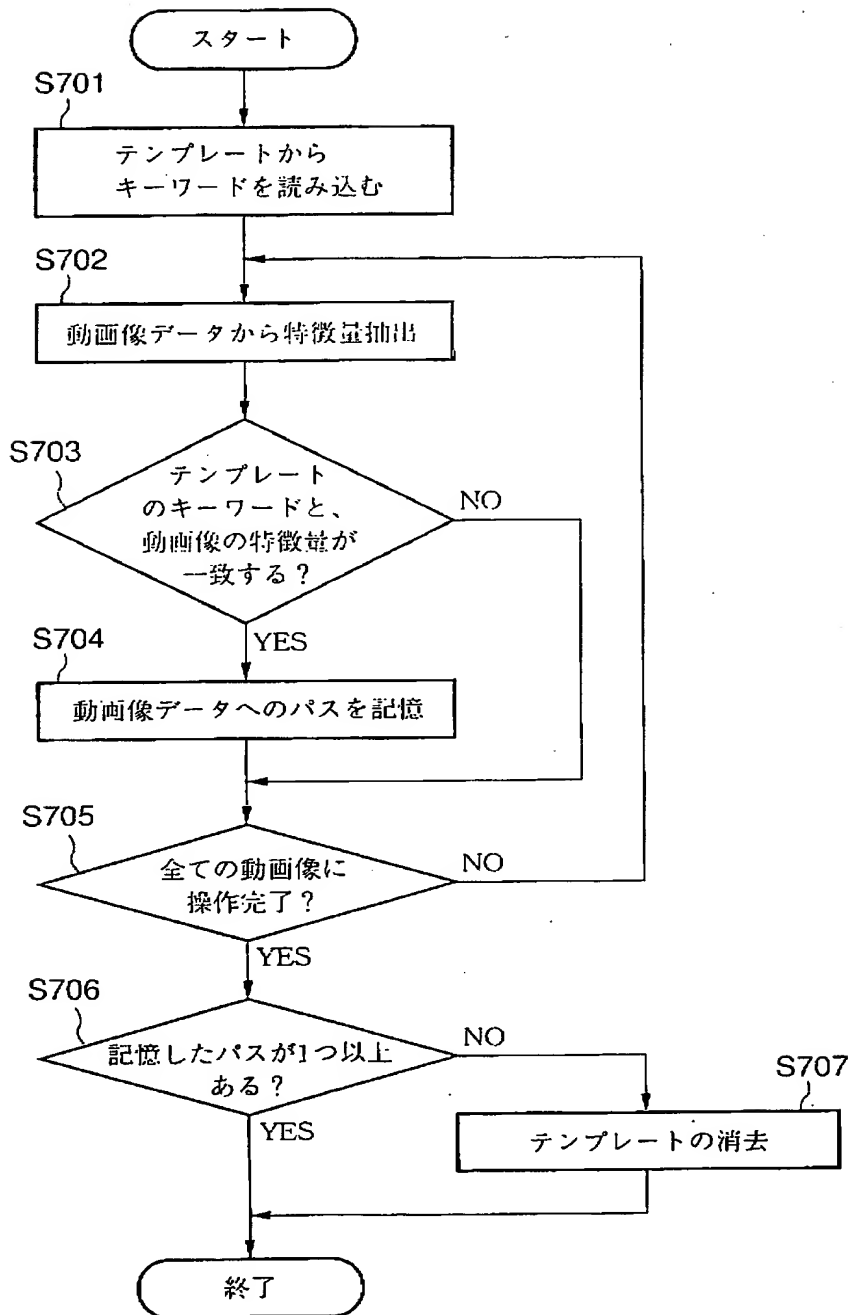 スタート
S701
テンプレートから
キーワードを読み込む
S702
動画像データから特徴量抽出
S703
テンプレート
のキーワードと、
動画像の特徴量が
一致する?
NO
YES
S704
動画像データへのパスを記憶
S705
全ての動画像に
操作完了?
NO
YES
S706
記憶したパスが1つ以上
ある?
NO
YES
S707
テンプレートの消去
終了